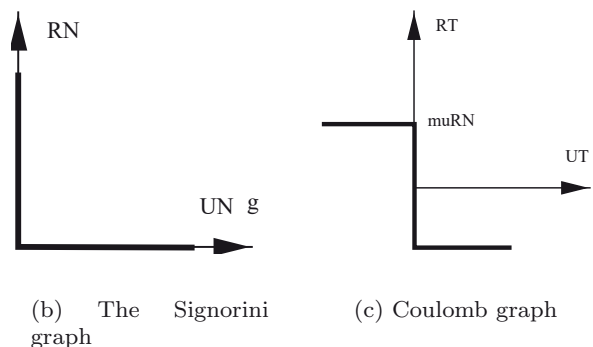 RN
UN g
RT
muRN
UT
(b) The Signorini
graph
(c) Coulomb graph